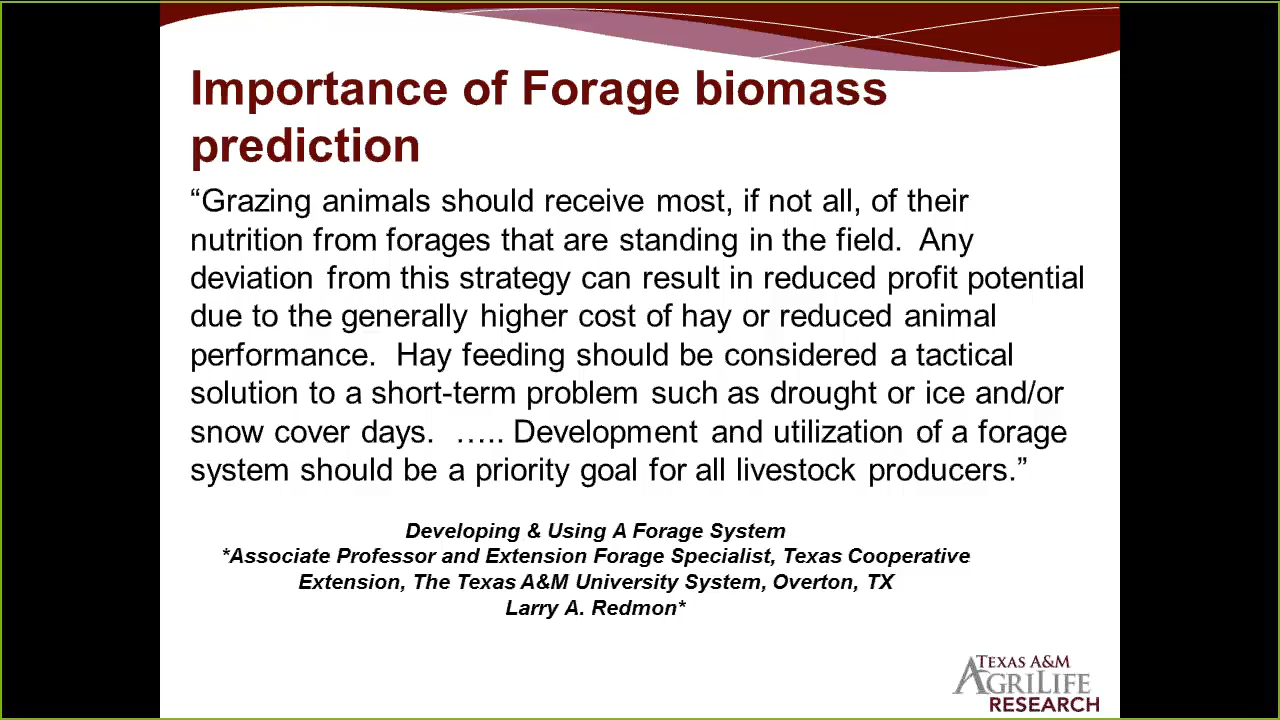 Importance of Forage biomass
prediction
“Grazing animals should receive most, if not all, of their
nutrition from forages that are standing in the field.  Any
deviation from this strategy can result in reduced profit potential
due to the generally higher cost of hay or reduced animal
performance.  Hay feeding should be considered a tactical
solution to a short-term problem such as drought or ice and/or
snow cover days.  ….. Development and utilization of a forage
system should be a priority goal for all livestock producers.”
Developing & Using A Forage System
*Associate Professor and Extension Forage Specialist, Texas Cooperative
Extension, The Texas A&M University System, Overton, TX
Larry A. Redmon*
TEXAS A&M
AGRILIFE
RESEARCH